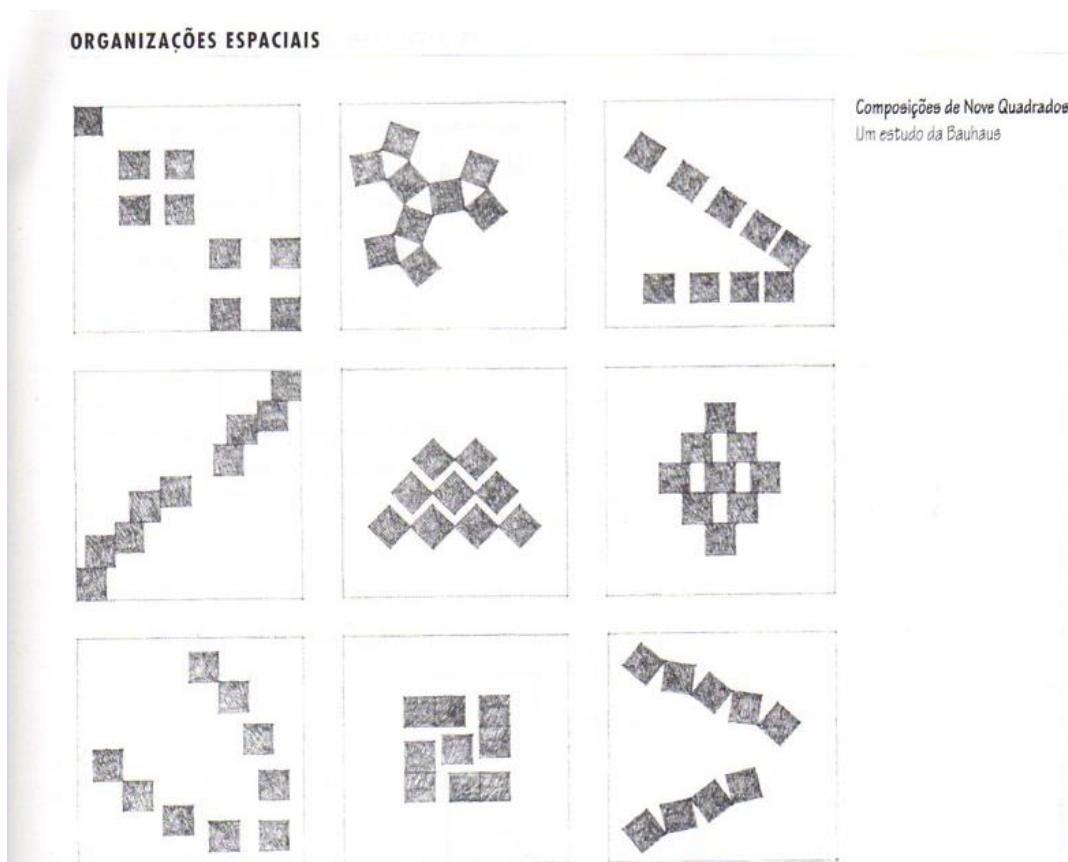 ORGANIZAÇÕES ESPACIAIS
Composições de Nove Quadrados
Um estudo da Bauhaus